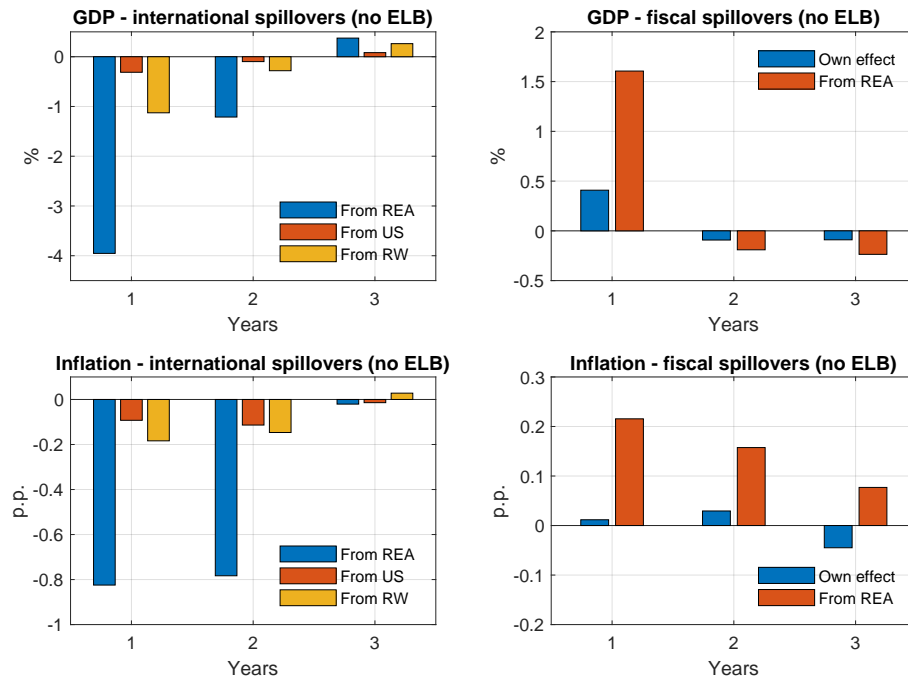 GDP - international spillovers (no ELB)
0
-1
-2
-3
-4
%
From REA
From US
From RW
1 2 3
Years
GDP - fiscal spillovers (no ELB)
2
1.5
1
0.5
0
-0.5
%
Own effect
From REA
1 2 3
Years
Inflation - international spillovers (no ELB)
0
-0.2
-0.4
-0.6
-0.8
-1
p.p.
From REA
From US
From RW
1 2 3
Years
Inflation - fiscal spillovers (no ELB)
0.3
0.2
0.1
0
-0.1
-0.2
p.p.
Own effect
From REA
1 2 3
Years